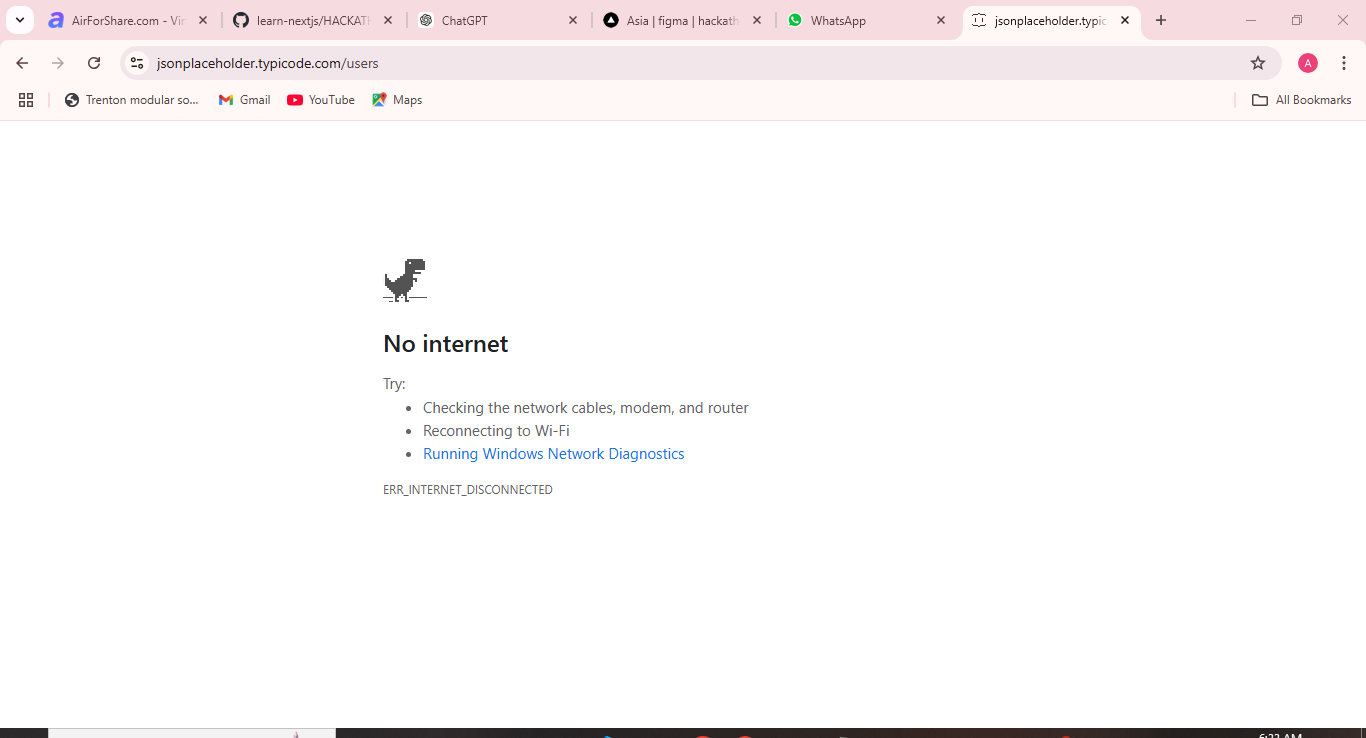 AirForShare.com - Vir
learn-nextjs/HACKATH
ChatGPT
Asia | figma | hackath
WhatsApp
jsonplaceholder.typic
jsonplaceholder.typicode.com/users
A
Trenton modular so...
Gmail
YouTube
Maps
All Bookmarks
No internet
Try:
• Checking the network cables, modem, and router
• Reconnecting to Wi-Fi
• Running Windows Network Diagnostics
ERR_INTERNET_DISCONNECTED